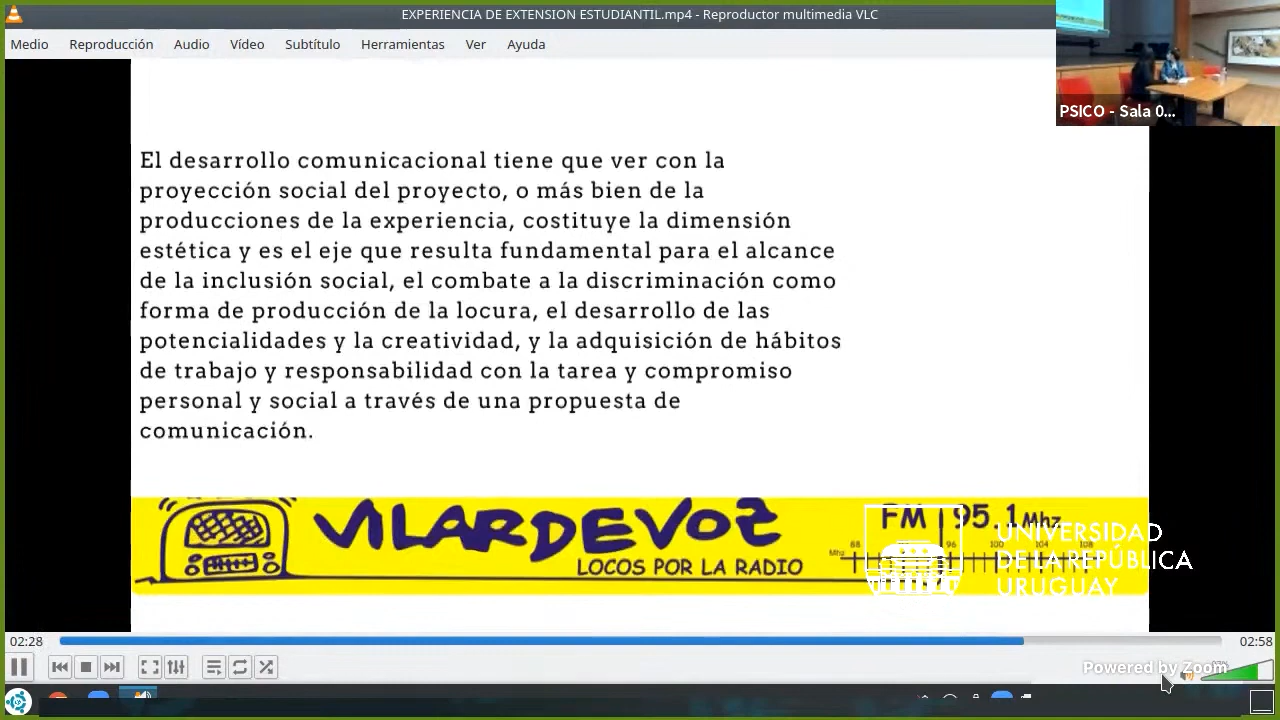 EXPERIENCIA DE EXTENSION ESTUDIANTIL.mp4 - Reproductor multimedia VLC
Medio Reproducción Audio Vídeo Subtítulo Herramientas Ver Ayuda
PSICO - Sala 0...
El desarrollo comunicacional tiene que ver con la
proyección social del proyecto, o más bien de la
producciones de la experiencia, costituye la dimensión
estética y es el eje que resulta fundamental para el alcance
de la inclusión social, el combate a la discriminación como
forma de producción de la locura, el desarrollo de las
potencialidades y la creatividad, y la adquisición de hábitos
de trabajo y responsabilidad con la tarea y compromiso
personal y social a través de una propuesta de
comunicación.
VILARDEVOZ
LOCOS POR LA RADIO
FM 95.1 Mhz
Mhz 88 96 100 104 108
UNIVERSIDAD
DE LA REPÚBLICA
URUGUAY
02:28 02:58
Powered by Zoom